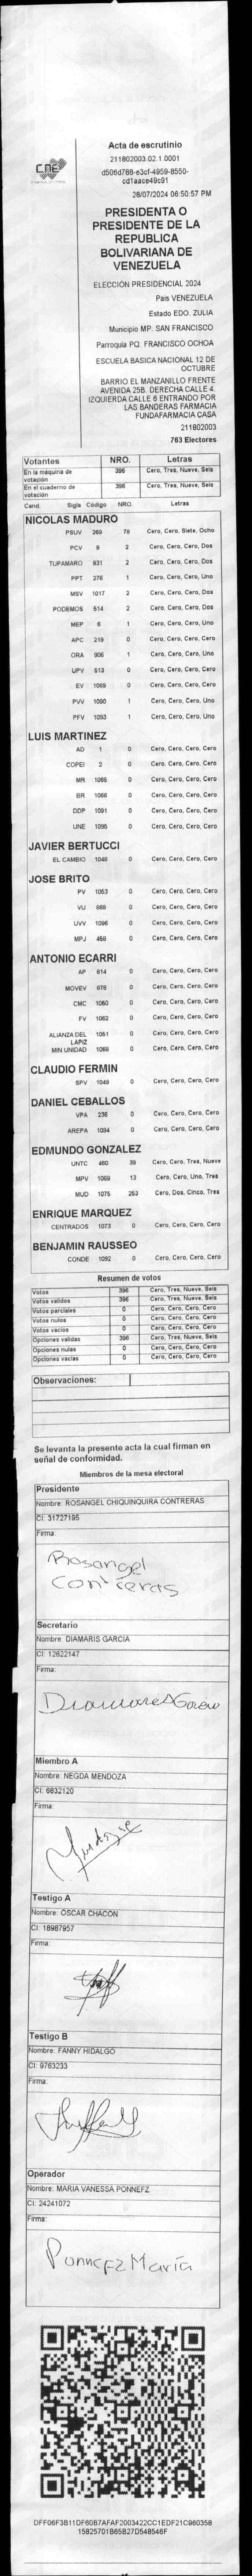 CNE
Acta de escrutinio
211802003.02.1.0001
d506d788-e3cf-4959-8550-
cd1aace49c91
28/07/2024 06:50:57 PM
PRESIDENTA O
PRESIDENTE DE LA
REPUBLICA
BOLIVARIANA DE
VENEZUELA
ELECCIÓN PRESIDENCIAL 2024
Pais VENEZUELA
Estado EDO. ZULIA
Municipio MP. SAN FRANCISCO
Parroquia PQ. FRANCISCO OCHOA
ESCUELA BASICA NACIONAL 12 DE
OCTUBRE
BARRIO EL MANZANILLO FRENTE
AVENIDA 25B. DERECHA CALLE 4.
IZQUIERDA CALLE 6 ENTRANDO POR
LAS BANDERAS FARMACIA
FUNDAFARMACIA CASA
211802003
763 Electores
Votantes NRO. Letras
En la máquina de votación 396 Cero, Tres, Nueve, Seis
En el cuaderno de votación 396 Cero, Tres, Nueve, Seis
Cand. Sigla Código NRO. Letras
NICOLAS MADURO
PSUV 269 78 Cero, Cero, Siete, Ocho
PCV 9 2 Cero, Cero, Cero, Dos
TUPAMARO 831 2 Cero, Cero, Cero, Dos
PPT 276 1 Cero, Cero, Cero, Uno
MSV 1017 2 Cero, Cero, Cero, Dos
PODEMOS 514 2 Cero, Cero, Cero, Dos
MEP 6 1 Cero, Cero, Cero, Uno
APC 219 0 Cero, Cero, Cero, Cero
ORA 906 1 Cero, Cero, Cero, Uno
UPV 513 0 Cero, Cero, Cero, Cero
EV 1069 0 Cero, Cero, Cero, Cero
PVV 1090 1 Cero, Cero, Cero, Uno
PFV 1093 1 Cero, Cero, Cero, Uno
LUIS MARTINEZ
AD 1 0 Cero, Cero, Cero, Cero
COPEI 2 0 Cero, Cero, Cero, Cero
MR 1065 0 Cero, Cero, Cero, Cero
BR 1066 0 Cero, Cero, Cero, Cero
DDP 1091 0 Cero, Cero, Cero, Cero
UNE 1095 0 Cero, Cero, Cero, Cero
JAVIER BERTUCCI
EL CAMBIO 1048 0 Cero, Cero, Cero, Cero
JOSE BRITO
PV 1053 0 Cero, Cero, Cero, Cero
VU 868 0 Cero, Cero, Cero, Cero
UVV 1096 0 Cero, Cero, Cero, Cero
MPJ 458 0 Cero, Cero, Cero, Cero
ANTONIO ECARRI
AP 814 0 Cero, Cero, Cero, Cero
MOVEV 878 0 Cero, Cero, Cero, Cero
CMC 1050 0 Cero, Cero, Cero, Cero
FV 1062 0 Cero, Cero, Cero, Cero
ALIANZA DEL LAPIZ 1051 0 Cero, Cero, Cero, Cero
MIN UNIDAD 1068 0 Cero, Cero, Cero, Cero
CLAUDIO FERMIN
SPV 1049 0 Cero, Cero, Cero, Cero
DANIEL CEBALLOS
VPA 236 0 Cero, Cero, Cero, Cero
AREPA 1094 0 Cero, Cero, Cero, Cero
EDMUNDO GONZALEZ
UNTC 460 39 Cero, Cero, Tres, Nueve
MPV 1069 13 Cero, Cero, Uno, Tres
MUD 1075 253 Cero, Dos, Cinco, Tres
ENRIQUE MARQUEZ
CENTRADOS 1073 0 Cero, Cero, Cero, Cero
BENJAMIN RAUSSEO
CONDE 1092 0 Cero, Cero, Cero, Cero
Resumen de votos
Votos 396 Cero, Tres, Nueve, Seis
Votos validos 396 Cero, Tres, Nueve, Seis
Votos parciales 0 Cero, Cero, Cero, Cero
Votos nulos 0 Cero, Cero, Cero, Cero
Votos vacios 0 Cero, Cero, Cero, Cero
Opciones validas 396 Cero, Tres, Nueve, Seis
Opciones nulas 0 Cero, Cero, Cero, Cero
Opciones vacias 0 Cero, Cero, Cero, Cero
Observaciones:
Se levanta la presente acta la cual firman en
señal de conformidad.
Miembros de la mesa electoral
Presidente
Nombre: ROSANGEL CHIQUINQUIRA CONTRERAS
CI: 31727195
Firma:
Rosangel
Contreras
Secretario
Nombre: DIAMARIS GARCIA
CI: 12622147
Firma:
Miembro A
Nombre: NEGDA MENDOZA
CI: 6832120
Firma:
Mendoza
Testigo A
Nombre: OSCAR CHACON
CI: 18987957
Firma:
Testigo B
Nombre: FANNY HIDALGO
CI: 9763233
Firma:
Operador
Nombre: MARIA VANESSA PONNEFZ
CI: 24241072
Firma:
Ponnefz María
DFF06F3B11DF60B7AFAF2003422CC1EDF21C960358
15825701B65B27D548546F